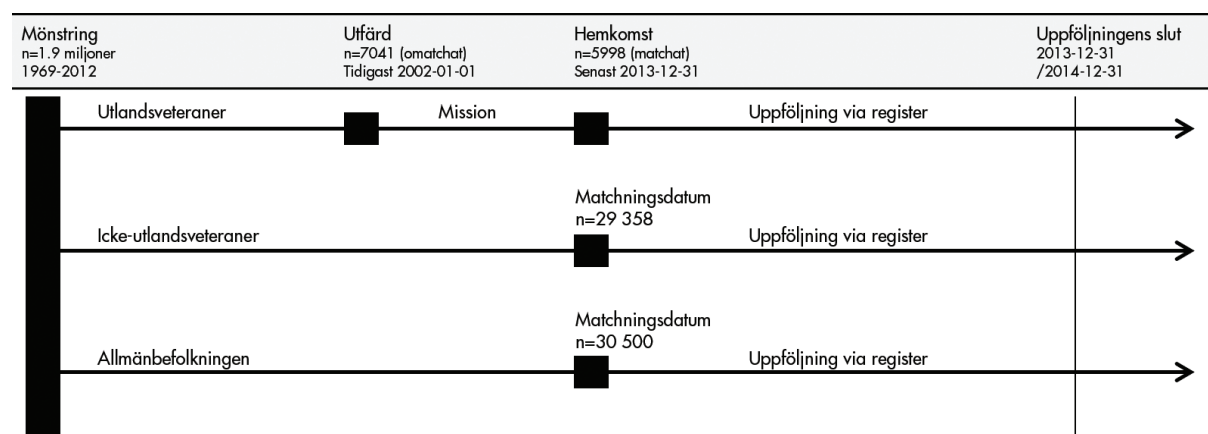 Mönstring
n=1.9 miljoner
1969-2012
Utfärd
n=7041 (omatchat)
Tidigast 2002-01-01
Hemkomst
n=5998 (matchat)
Senast 2013-12-31
Uppföljningens slut
2013-12-31
/2014-12-31
Utlandsveteraner
Mission
Uppföljning via register
Matchningsdatum
n=29 358
Icke-utlandsveteraner
Uppföljning via register
Matchningsdatum
n=30 500
Allmänbefolkningen
Uppföljning via register